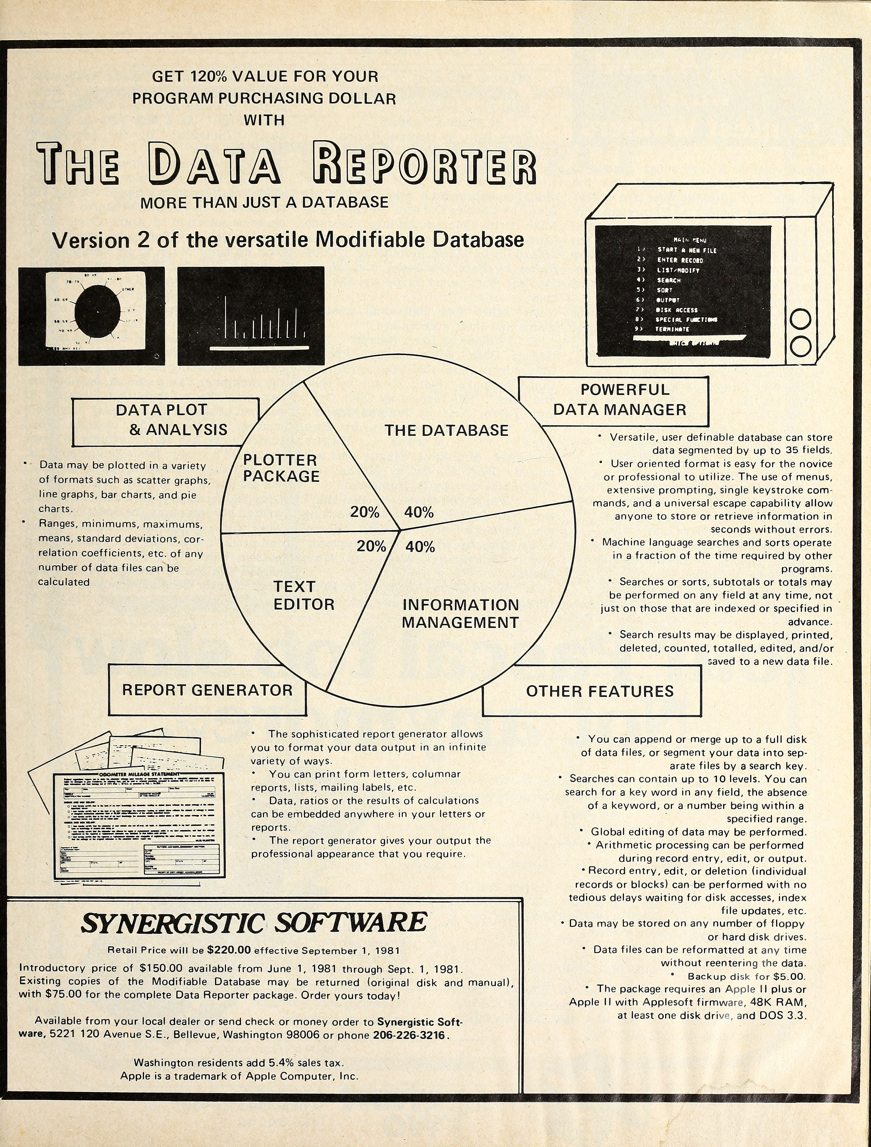 GET 120% VALUE FOR YOUR
PROGRAM PURCHASING DOLLAR
WITH
THE DATA REPORTER
MORE THAN JUST A DATABASE
Version 2 of the versatile Modifiable Database
MAIN MENU
1) START A NEW FILE
2) ENTER RECORD
3) LIST/MODIFY
4) SEARCH
5) SORT
6) OUTPUT
7) DISK ACCESS
8) SPECIAL FUNCTIONS
9) TERMINATE
DATA PLOT
& ANALYSIS
• Data may be plotted in a variety
of formats such as scatter graphs,
line graphs, bar charts, and pie
charts.
• Ranges, minimums, maximums,
means, standard deviations, cor-
relation coefficients, etc. of any
number of data files can be
calculated
THE DATABASE
40%
PLOTTER
PACKAGE
20%
20%
TEXT
EDITOR
40%
INFORMATION
MANAGEMENT
POWERFUL
DATA MANAGER
• Versatile, user definable database can store
data segmented by up to 35 fields.
• User oriented format is easy for the novice
or professional to utilize. The use of menus,
extensive prompting, single keystroke com-
mands, and a universal escape capability allow
anyone to store or retrieve information in
seconds without errors.
• Machine language searches and sorts operate
in a fraction of the time required by other
programs.
• Searches or sorts, subtotals or totals may
be performed on any field at any time, not
just on those that are indexed or specified in
advance.
• Search results may be displayed, printed,
deleted, counted, totalled, edited, and/or
saved to a new data file.
REPORT GENERATOR
ODOMETER MILEAGE STATEMENT
• The sophisticated report generator allows
you to format your data output in an infinite
variety of ways.
• You can print form letters, columnar
reports, lists, mailing labels, etc.
• Data, ratios or the results of calculations
can be embedded anywhere in your letters or
reports.
• The report generator gives your output the
professional appearance that you require.
OTHER FEATURES
• You can append or merge up to a full disk
of data files, or segment your data into sep-
arate files by a search key.
• Searches can contain up to 10 levels. You can
search for a key word in any field, the absence
of a keyword, or a number being within a
specified range.
• Global editing of data may be performed.
• Arithmetic processing can be performed
during record entry, edit, or output.
• Record entry, edit, or deletion (individual
records or blocks) can be performed with no
tedious delays waiting for disk accesses, index
file updates, etc.
• Data may be stored on any number of floppy
or hard disk drives.
• Data files can be reformatted at any time
without reentering the data.
• Backup disk for $5.00.
• The package requires an Apple II plus or
Apple II with Applesoft firmware, 48K RAM,
at least one disk drive, and DOS 3.3.
SYNERGISTIC SOFTWARE
Retail Price will be $220.00 effective September 1, 1981
Introductory price of $150.00 available from June 1, 1981 through Sept. 1, 1981.
Existing copies of the Modifiable Database may be returned (original disk and manual),
with $75.00 for the complete Data Reporter package. Order yours today!
Available from your local dealer or send check or money order to Synergistic Soft-
ware, 5221 120 Avenue S.E., Bellevue, Washington 98006 or phone 206-226-3216.
Washington residents add 5.4% sales tax.
Apple is a trademark of Apple Computer, Inc.